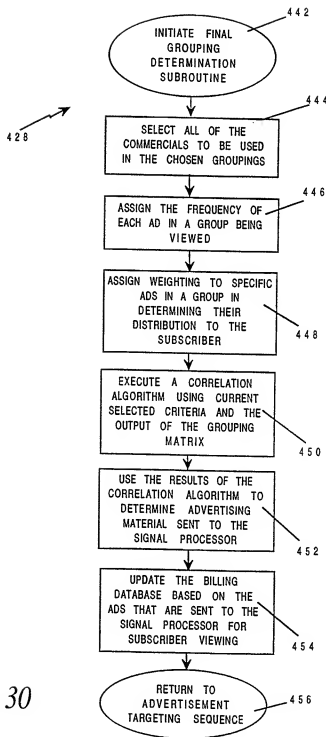 442
INITIATE FINAL
GROUPING
DETERMINATION
SUBROUTINE
428
444
SELECT ALL OF THE
COMMERCIALS TO BE USED
IN THE CHOSEN GROUPINGS
446
ASSIGN THE FREQUENCY OF
EACH AD IN A GROUP BEING
VIEWED
ASSIGN WEIGHTING TO SPECIFIC
ADS IN A GROUP IN
DETERMINING THEIR
DISTRIBUTION TO THE
SUBSCRIBER
448
EXECUTE A CORRELATION
ALGORITHM USING CURRENT
SELECTED CRITERIA AND THE
OUTPUT OF THE GROUPING
MATRIX
450
USE THE RESULTS OF THE
CORRELATION ALGORITHM TO
DETERMINE ADVERTISING
MATERIAL SENT TO THE
SIGNAL PROCESSOR
452
UPDATE THE BILLING
DATABASE BASED ON THE
ADS THAT ARE SENT TO THE
SIGNAL PROCESSOR FOR
SUBSCRIBER VIEWING
454
30
RETURN TO
ADVERTISEMENT
TARGETING SEQUENCE
456